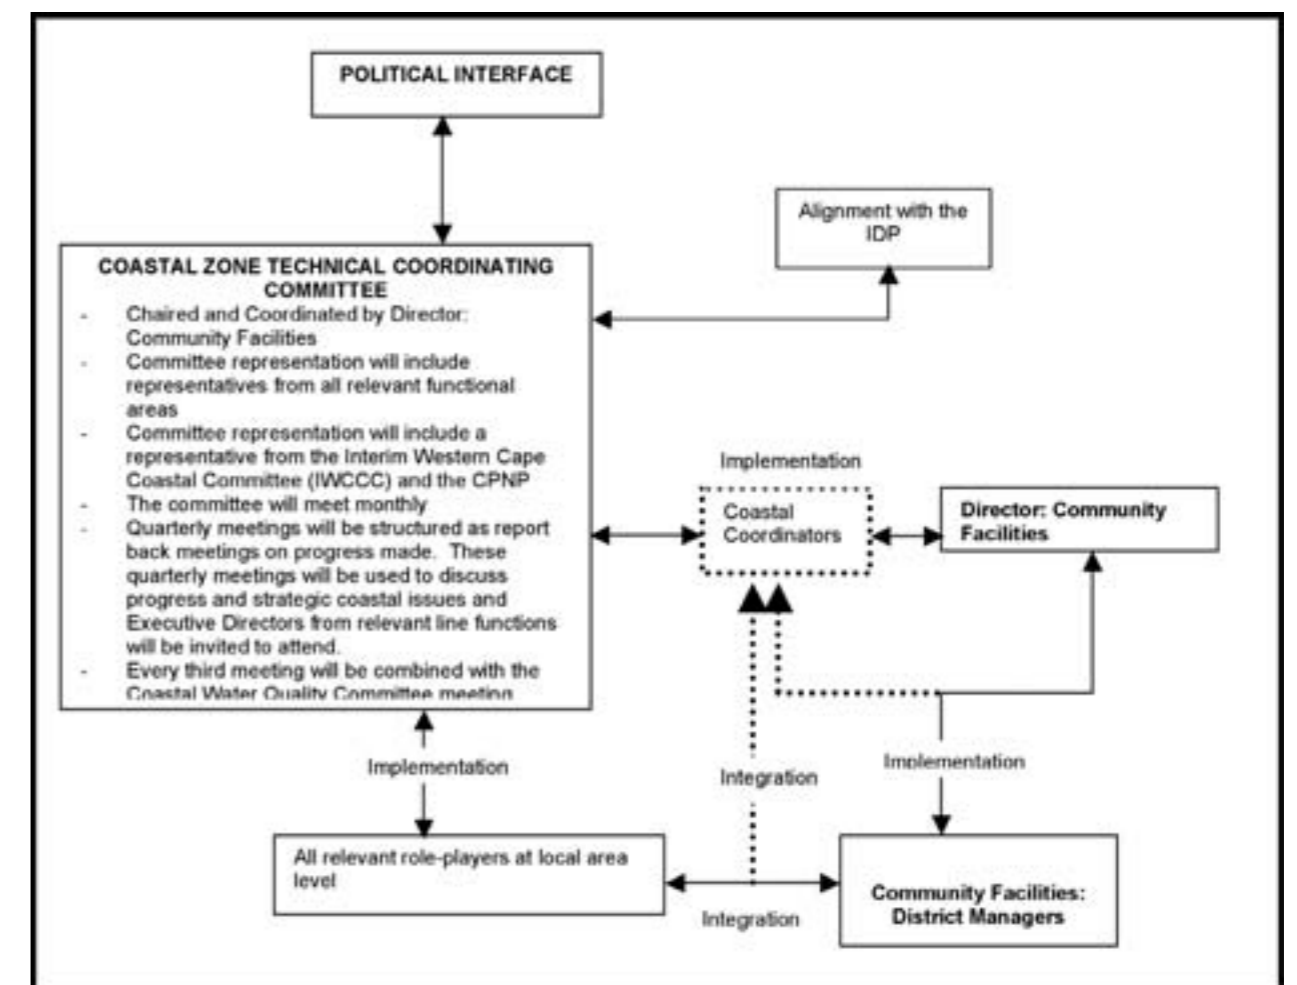 POLITICAL INTERFACE
Alignment with the
IDP
COASTAL ZONE TECHNICAL COORDINATING
COMMITTEE
- Chaired and Coordinated by Director:
Community Facilities
- Committee representation will include
representatives from all relevant functional
areas
- Committee representation will include a
representative from the Interim Western Cape
Coastal Committee (IWCCC) and the CPNP
- The committee will meet monthly
- Quarterly meetings will be structured as report
back meetings on progress made. These
quarterly meetings will be used to discuss
progress and strategic coastal issues and
Executive Directors from relevant line functions
will be invited to attend.
- Every third meeting will be combined with the
Coastal Water Quality Committee meeting
Implementation
Coastal
Coordinators
Director: Community
Facilities
Implementation
Integration
Implementation
All relevant role-players at local area
level
Integration
Community Facilities:
District Managers